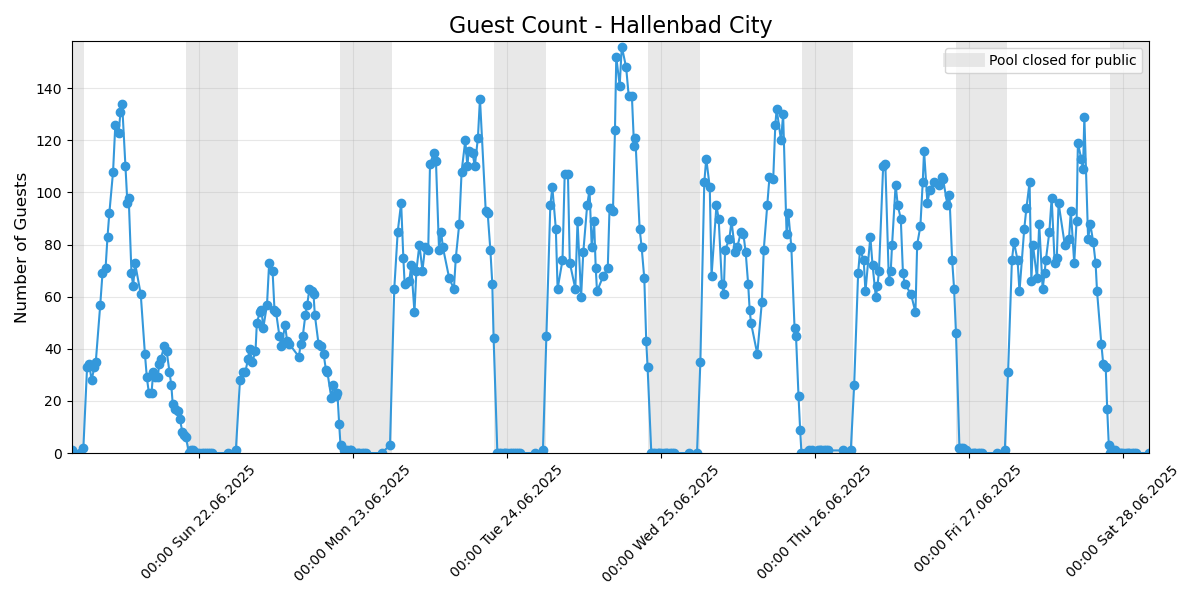 Guest Count - Hallenbad City
Pool closed for public
Number of Guests
140
120
100
80
60
40
20
0
00:00 Sun 22.06.2025
00:00 Mon 23.06.2025
00:00 Tue 24.06.2025
00:00 Wed 25.06.2025
00:00 Thu 26.06.2025
00:00 Fri 27.06.2025
00:00 Sat 28.06.2025